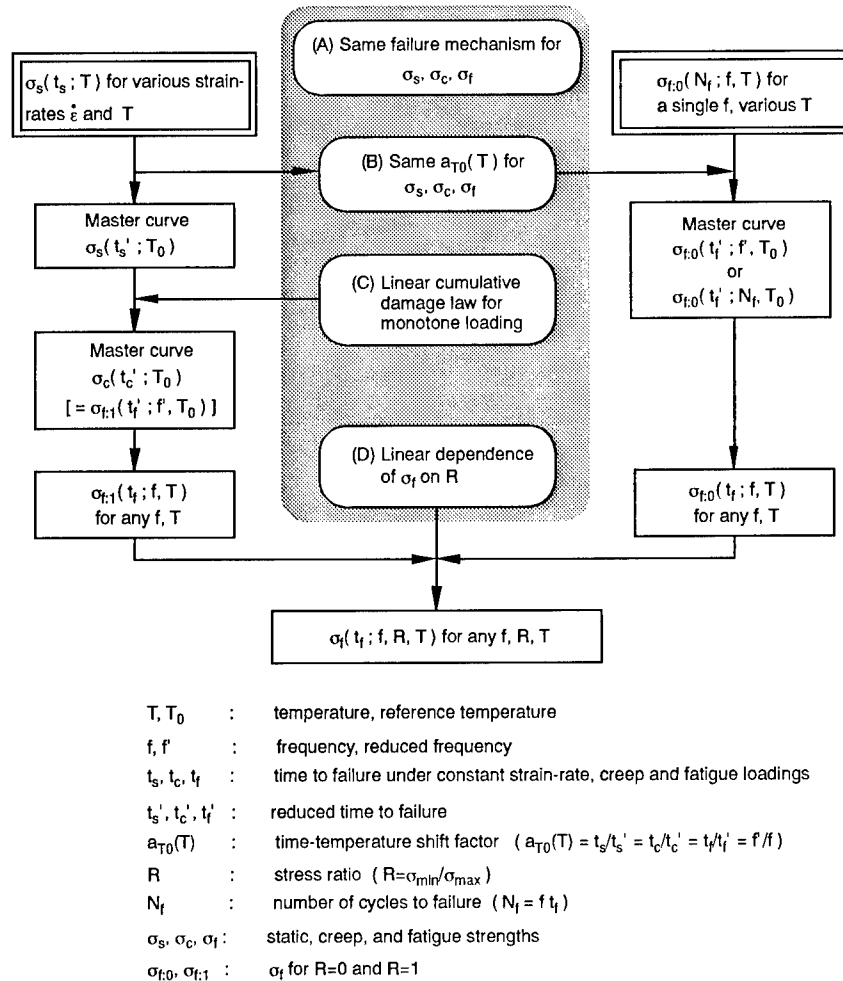 σs( ts ; T ) for various strain-
rates ε̇ and T
Master curve
σs( ts' ; T0 )
Master curve
σc( tc' ; T0 )
[ = σf:1( tf' ; f', T0 ) ]
σf:1( tf ; f, T )
for any f, T
(A) Same failure mechanism for
σs, σc, σf
(B) Same aT0( T ) for
σs, σc, σf
(C) Linear cumulative
damage law for
monotone loading
(D) Linear dependence
of σf on R
σf:0( Nf ; f, T ) for
a single f, various T
Master curve
σf:0( tf' ; f', T0 )
or
σf:0( tf' ; Nf, T0 )
σf:0( tf ; f, T )
for any f, T
σf( tf ; f, R, T ) for any f, R, T
T, T0 : temperature, reference temperature
f, f' : frequency, reduced frequency
ts, tc, tf : time to failure under constant strain-rate, creep and fatigue loadings
ts', tc', tf' : reduced time to failure
aT0(T) : time-temperature shift factor ( aT0(T) = ts/ts' = tc/tc' = tf/tf' = f'/f )
R : stress ratio ( R=σmin/σmax )
Nf : number of cycles to failure ( Nf = f tf )
σs, σc, σf : static, creep, and fatigue strengths
σf:0, σf:1 : σf for R=0 and R=1